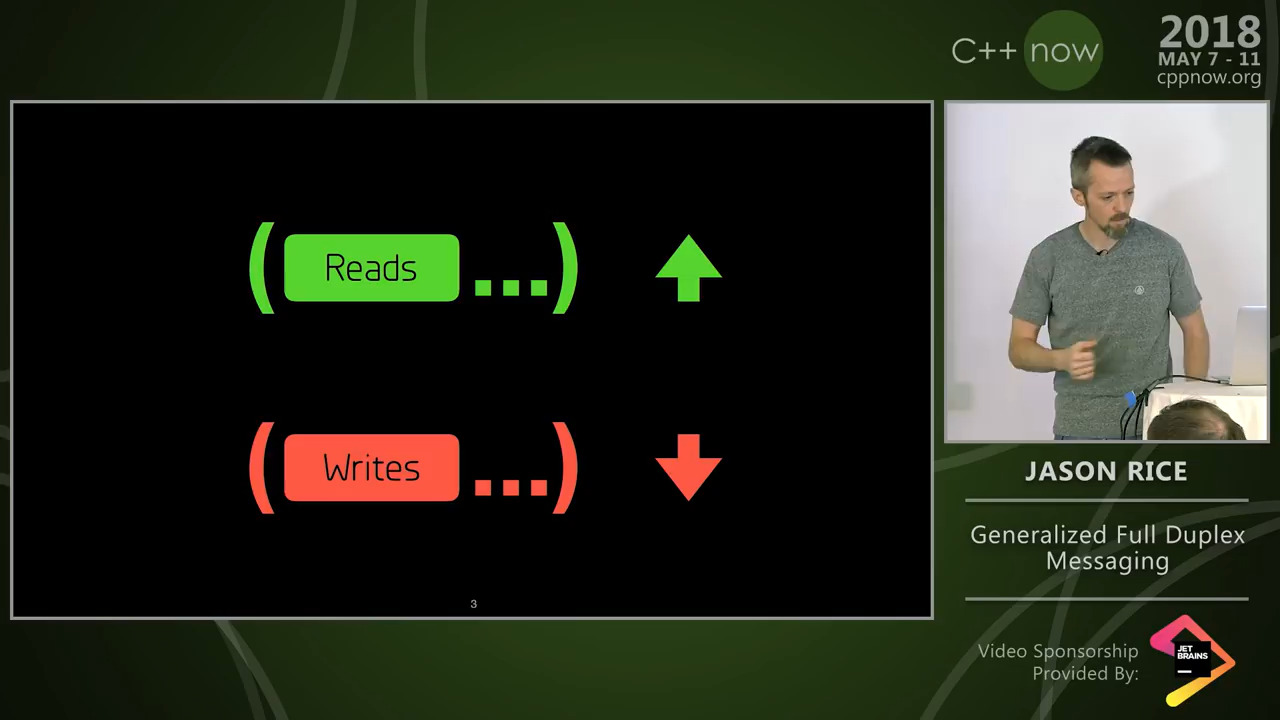 C++ now
2018
MAY 7 - 11
cppnow.org
(Reads ...)
(Writes ...)
3
JASON RICE
Generalized Full Duplex
Messaging
Video Sponsorship
Provided By:
JET
BRAINS